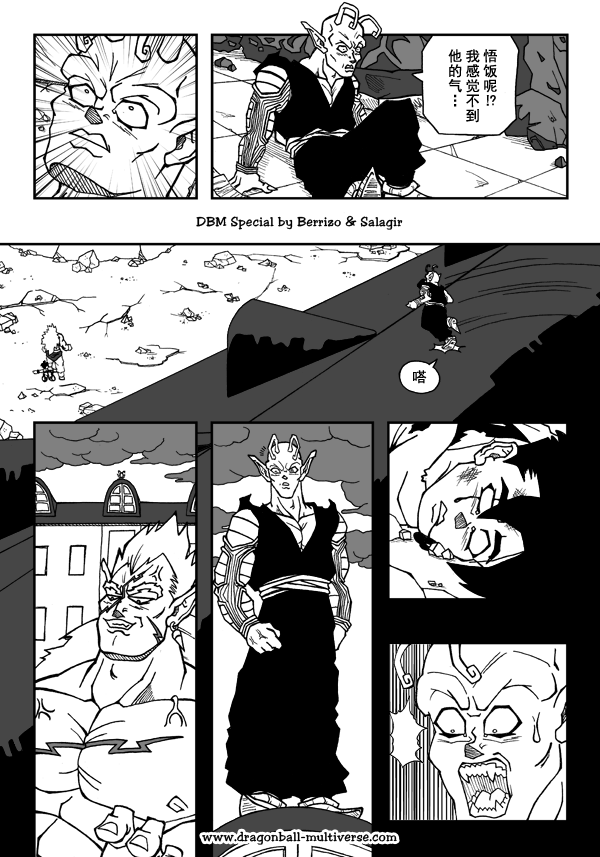 悟饭呢!?
我感觉不到
他的气…
DBM Special by Berrizo & Salagir
嗒
www.dragonball-multiverse.com